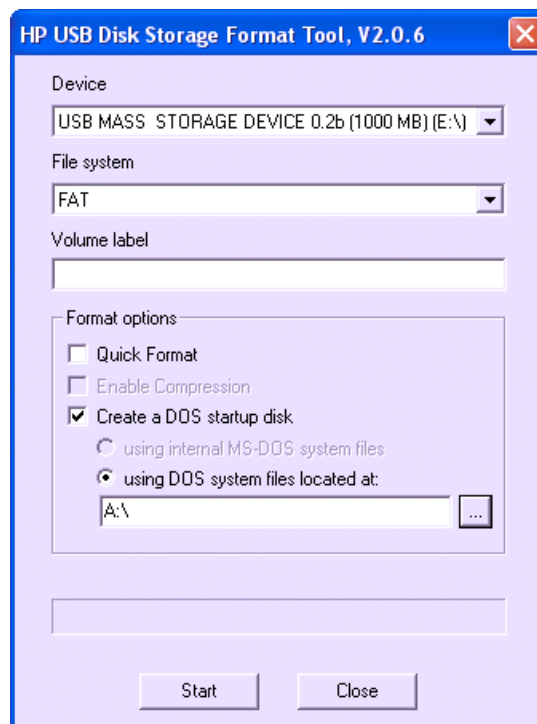 HP USB Disk Storage Format Tool, V2.0.6
Device
USB MASS  STORAGE DEVICE 0.2b (1000 MB) (E:\)
File system
FAT
Volume label
Format options
Quick Format
Enable Compression
Create a DOS startup disk
using internal MS-DOS system files
using DOS system files located at:
A:\
...
Start
Close